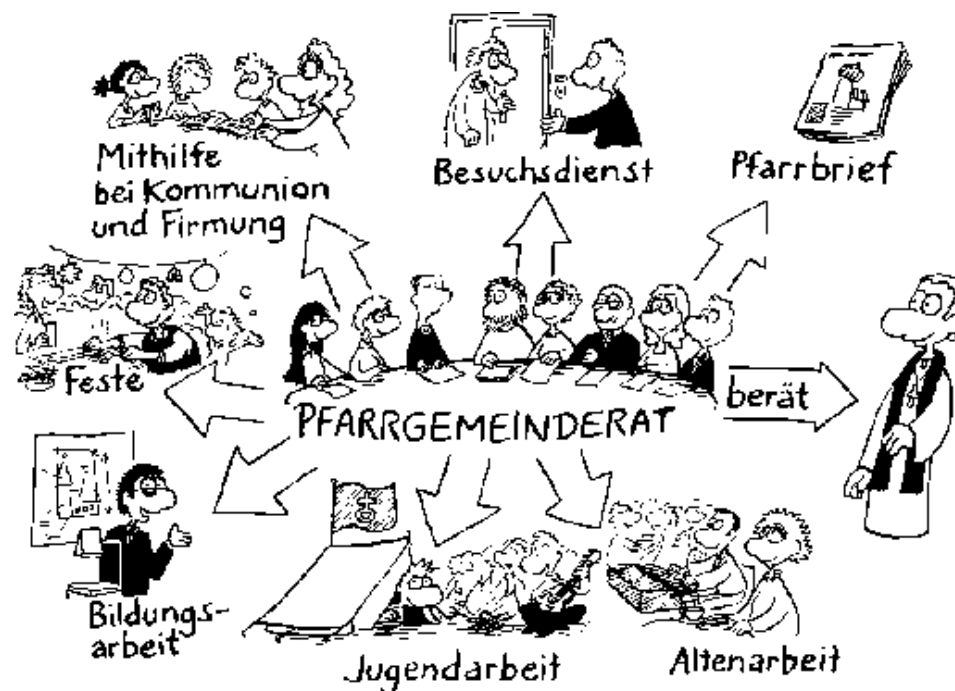 Mithilfe
bei Kommunion
und Firmung
Besuchsdienst
Pfarrbrief
Feste
PFARRGEMEINDERAT
berät
Bildungs-
arbeit
Jugendarbeit
Altenarbeit